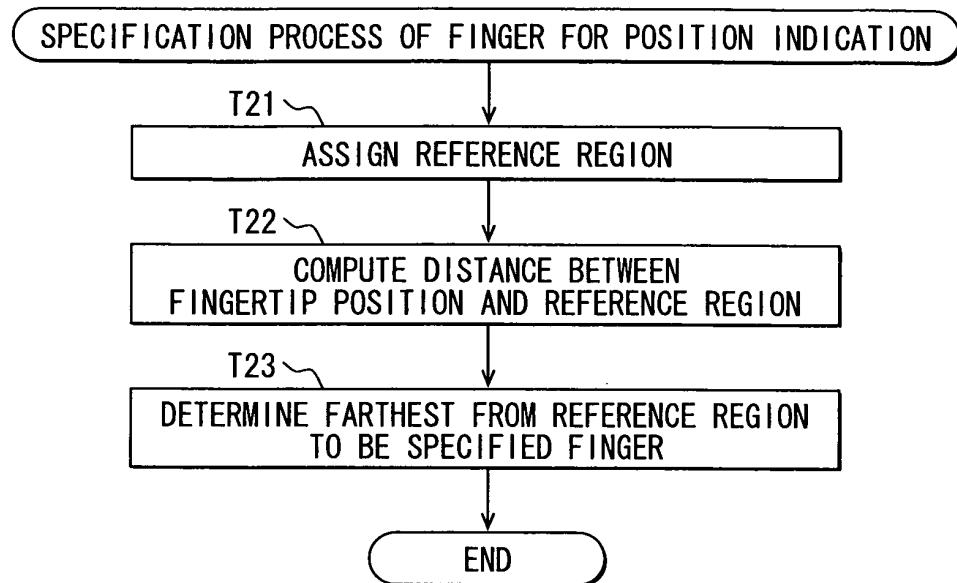 SPECIFICATION PROCESS OF FINGER FOR POSITION INDICATION
T21
ASSIGN REFERENCE REGION
T22
COMPUTE DISTANCE BETWEEN
FINGERTIP POSITION AND REFERENCE REGION
T23
DETERMINE FARTHEST FROM REFERENCE REGION
TO BE SPECIFIED FINGER
END